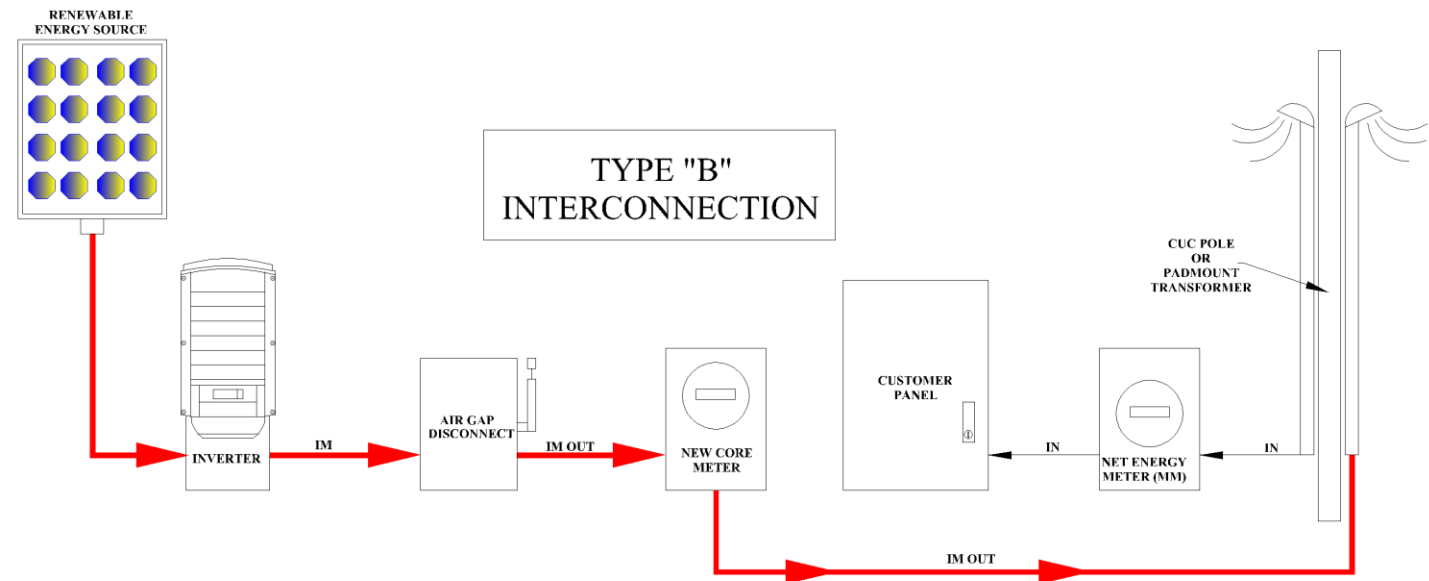 RENEWABLE
ENERGY SOURCE
TYPE "B"
INTERCONNECTION
CUC POLE
OR
PADMOUNT
TRANSFORMER
INVERTER
IM
AIR GAP
DISCONNECT
IM OUT
NEW CORE
METER
CUSTOMER
PANEL
IN
NET ENERGY
METER (MM)
IN
IM OUT